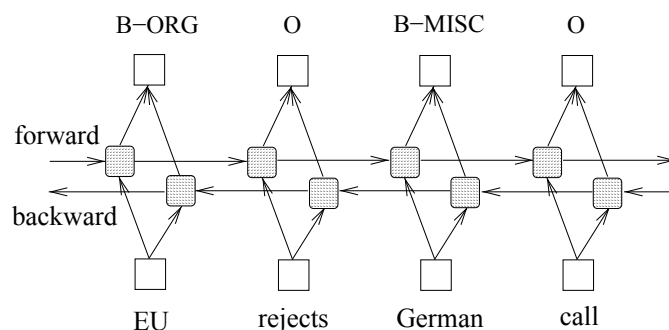 B−ORG O B−MISC O
forward
backward
EU rejects German call